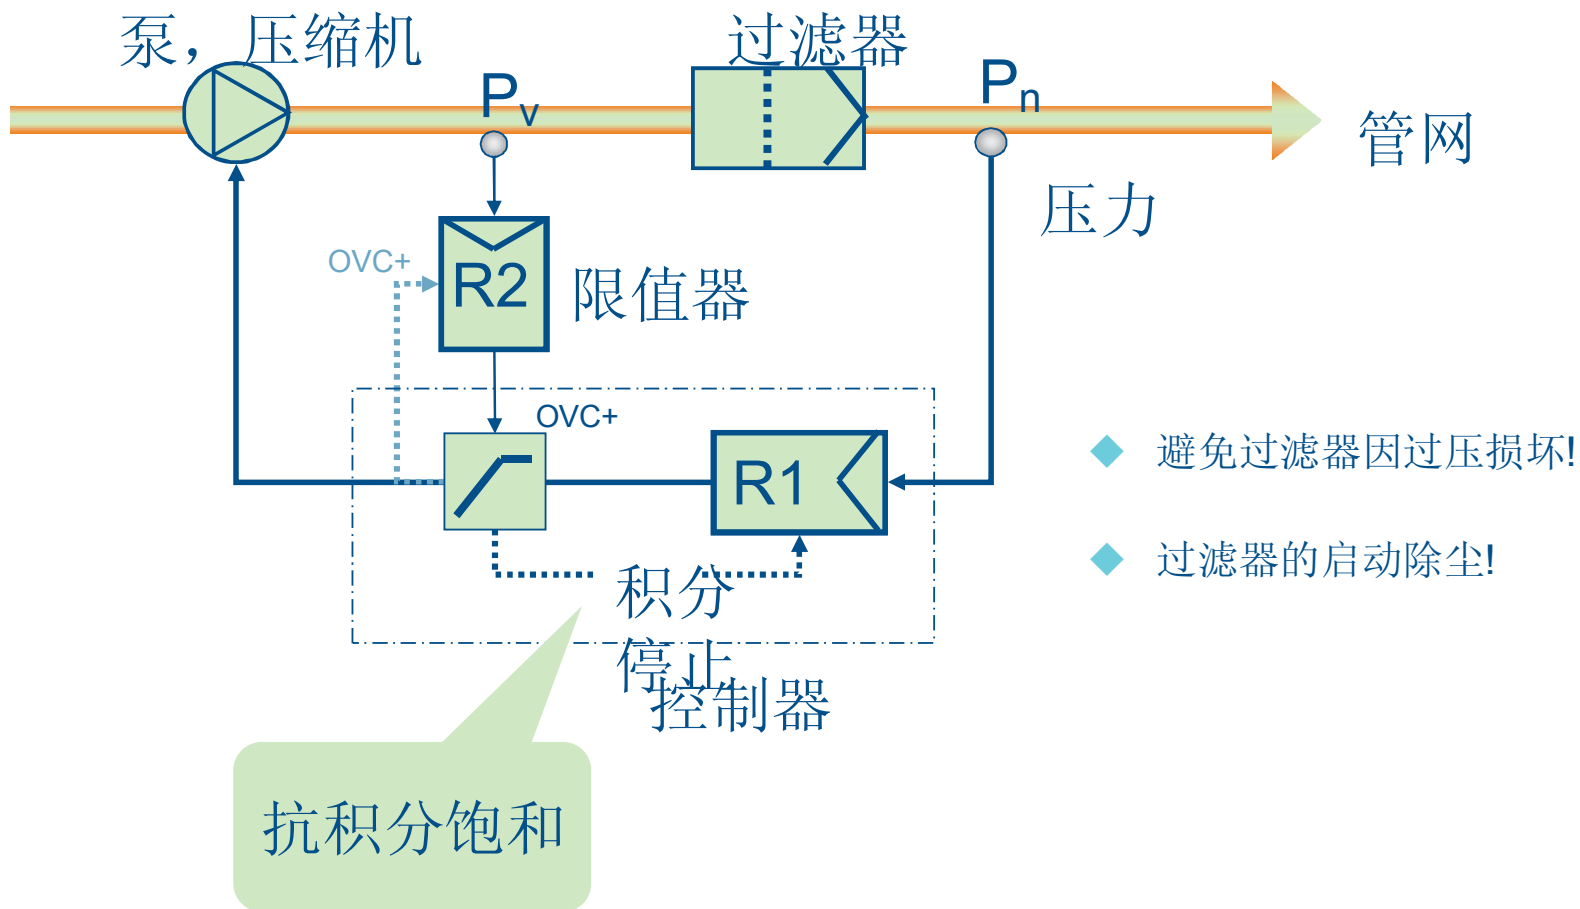 泵，压缩机
过滤器
Pv
Pn
管网
压力
OVC+
R2
限值器
OVC+
R1
避免过滤器因过压损坏!
过滤器的启动除尘!
积分
停止
控制器
抗积分饱和